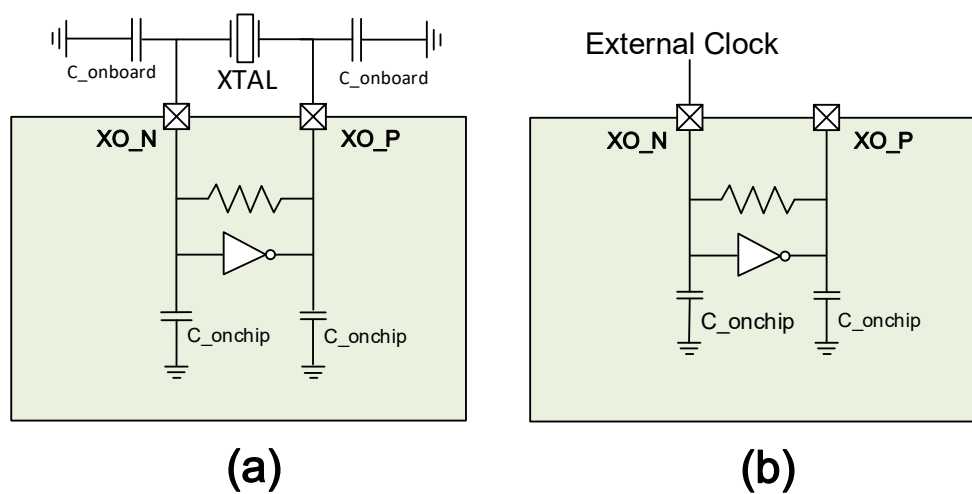 C_onboard
XTAL
C_onboard
XO_N
XO_P
C_onchip
C_onchip
(a)
External Clock
XO_N
XO_P
C_onchip
C_onchip
(b)